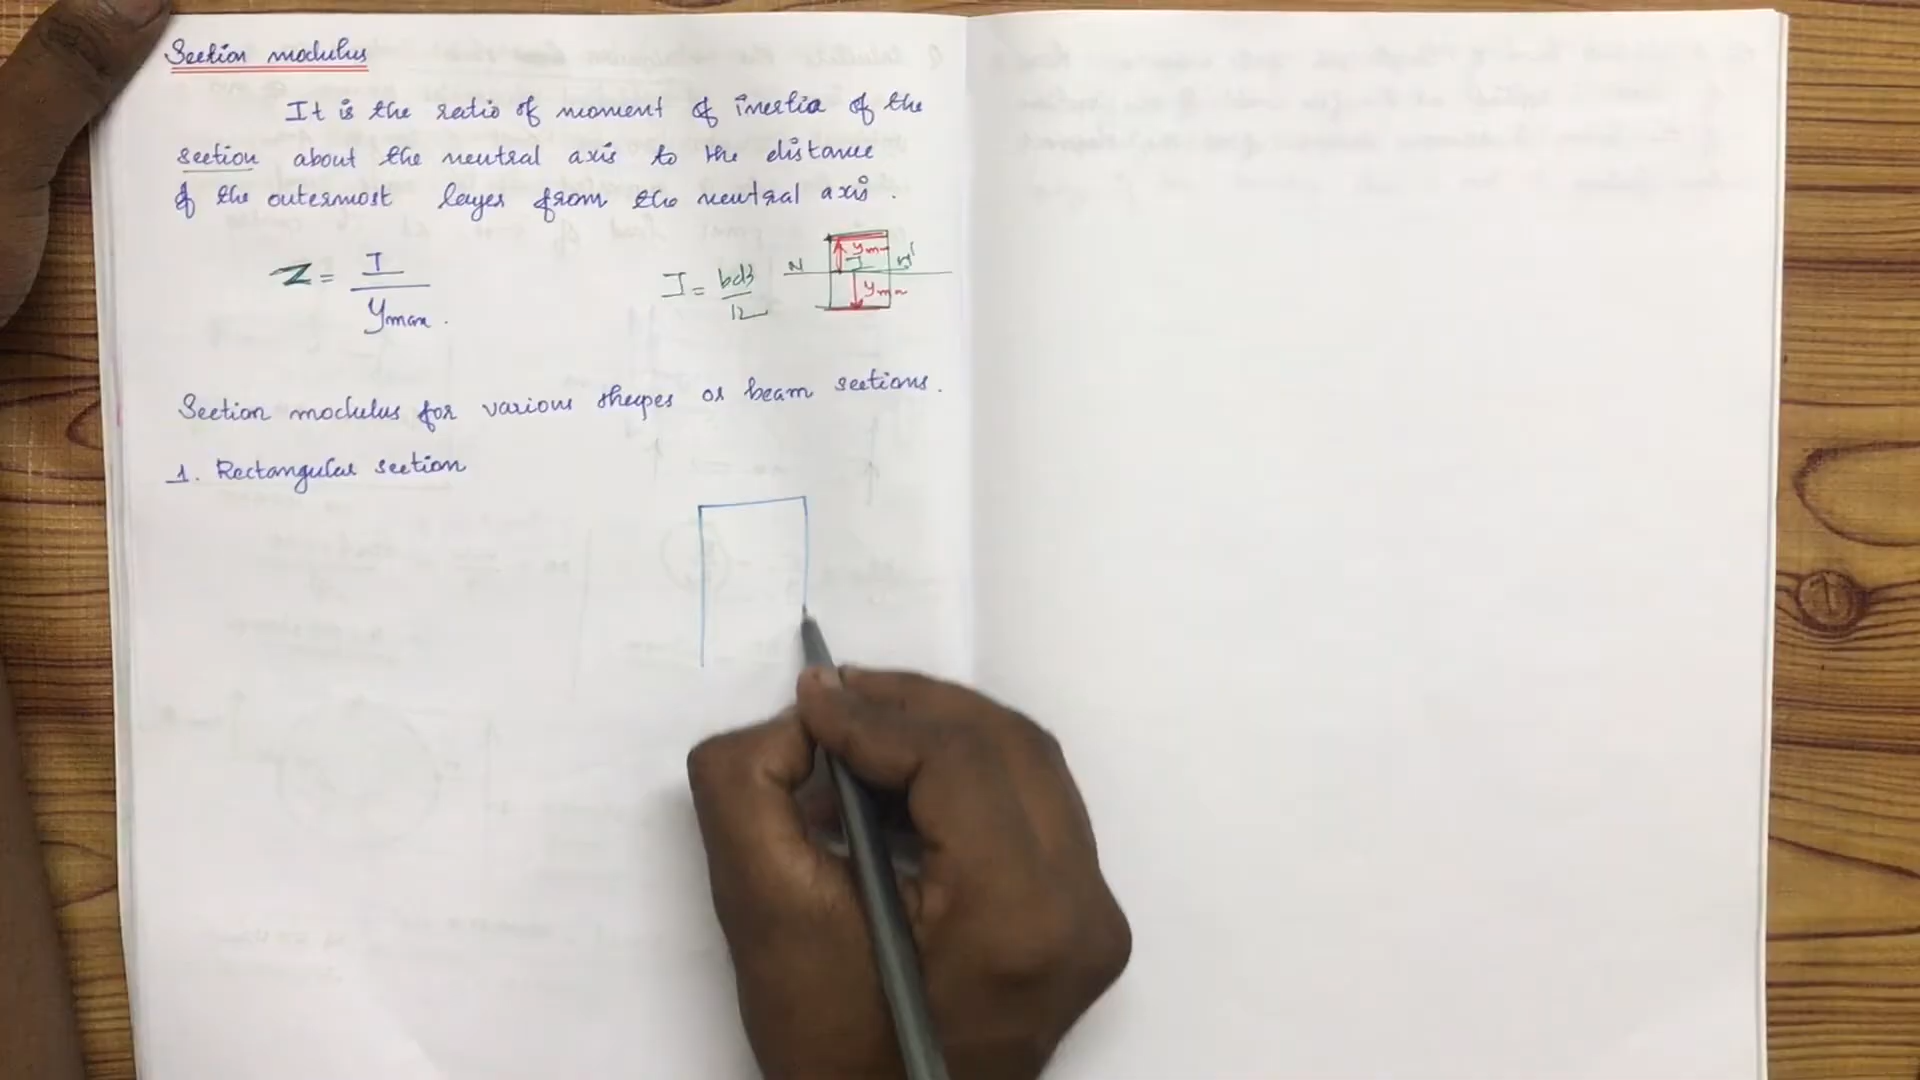 Section modulus
It is the ratio of moment of inertia of the
section about the neutral axis to the distance
of the outermost layer from the neutral axis.
Z = I / ymax.
I = bd3 / 12
N
ym
I
ymax
Section modulus for various shapes or beam sections.
1. Rectangular section